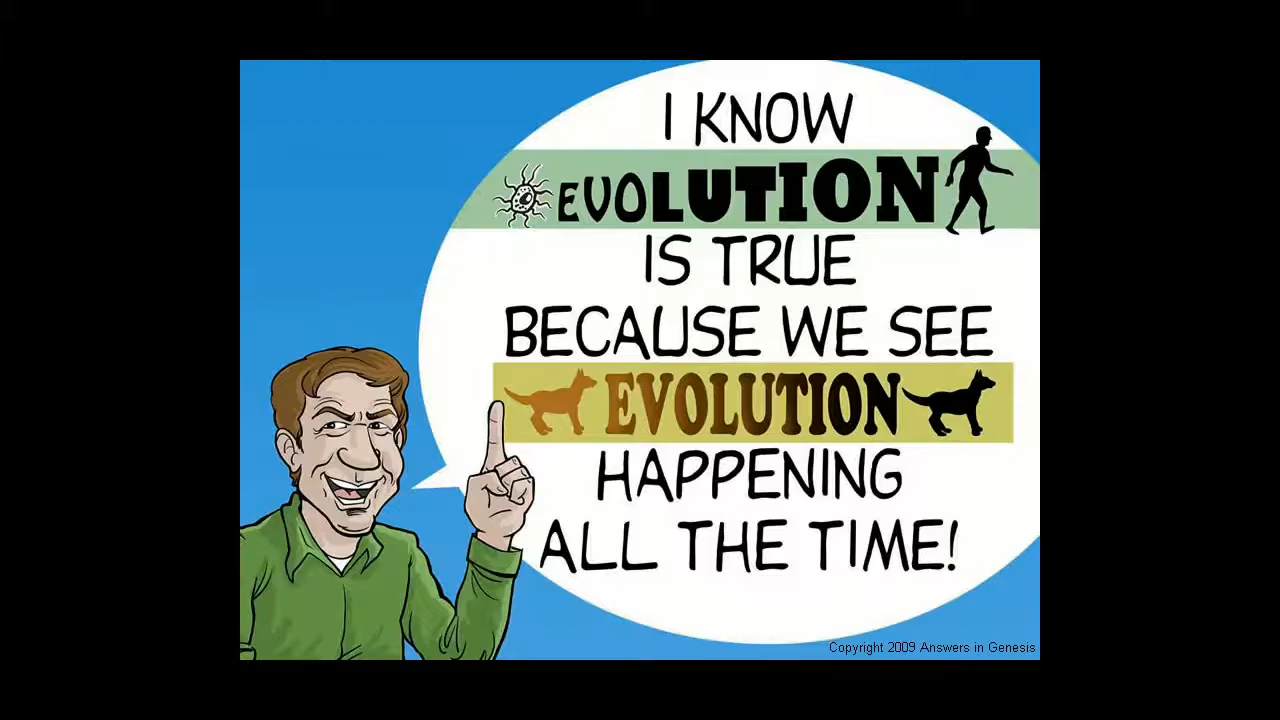 I KNOW
EVOLUTION
IS TRUE
BECAUSE WE SEE
EVOLUTION
HAPPENING
ALL THE TIME!
Copyright 2009 Answers in Genesis